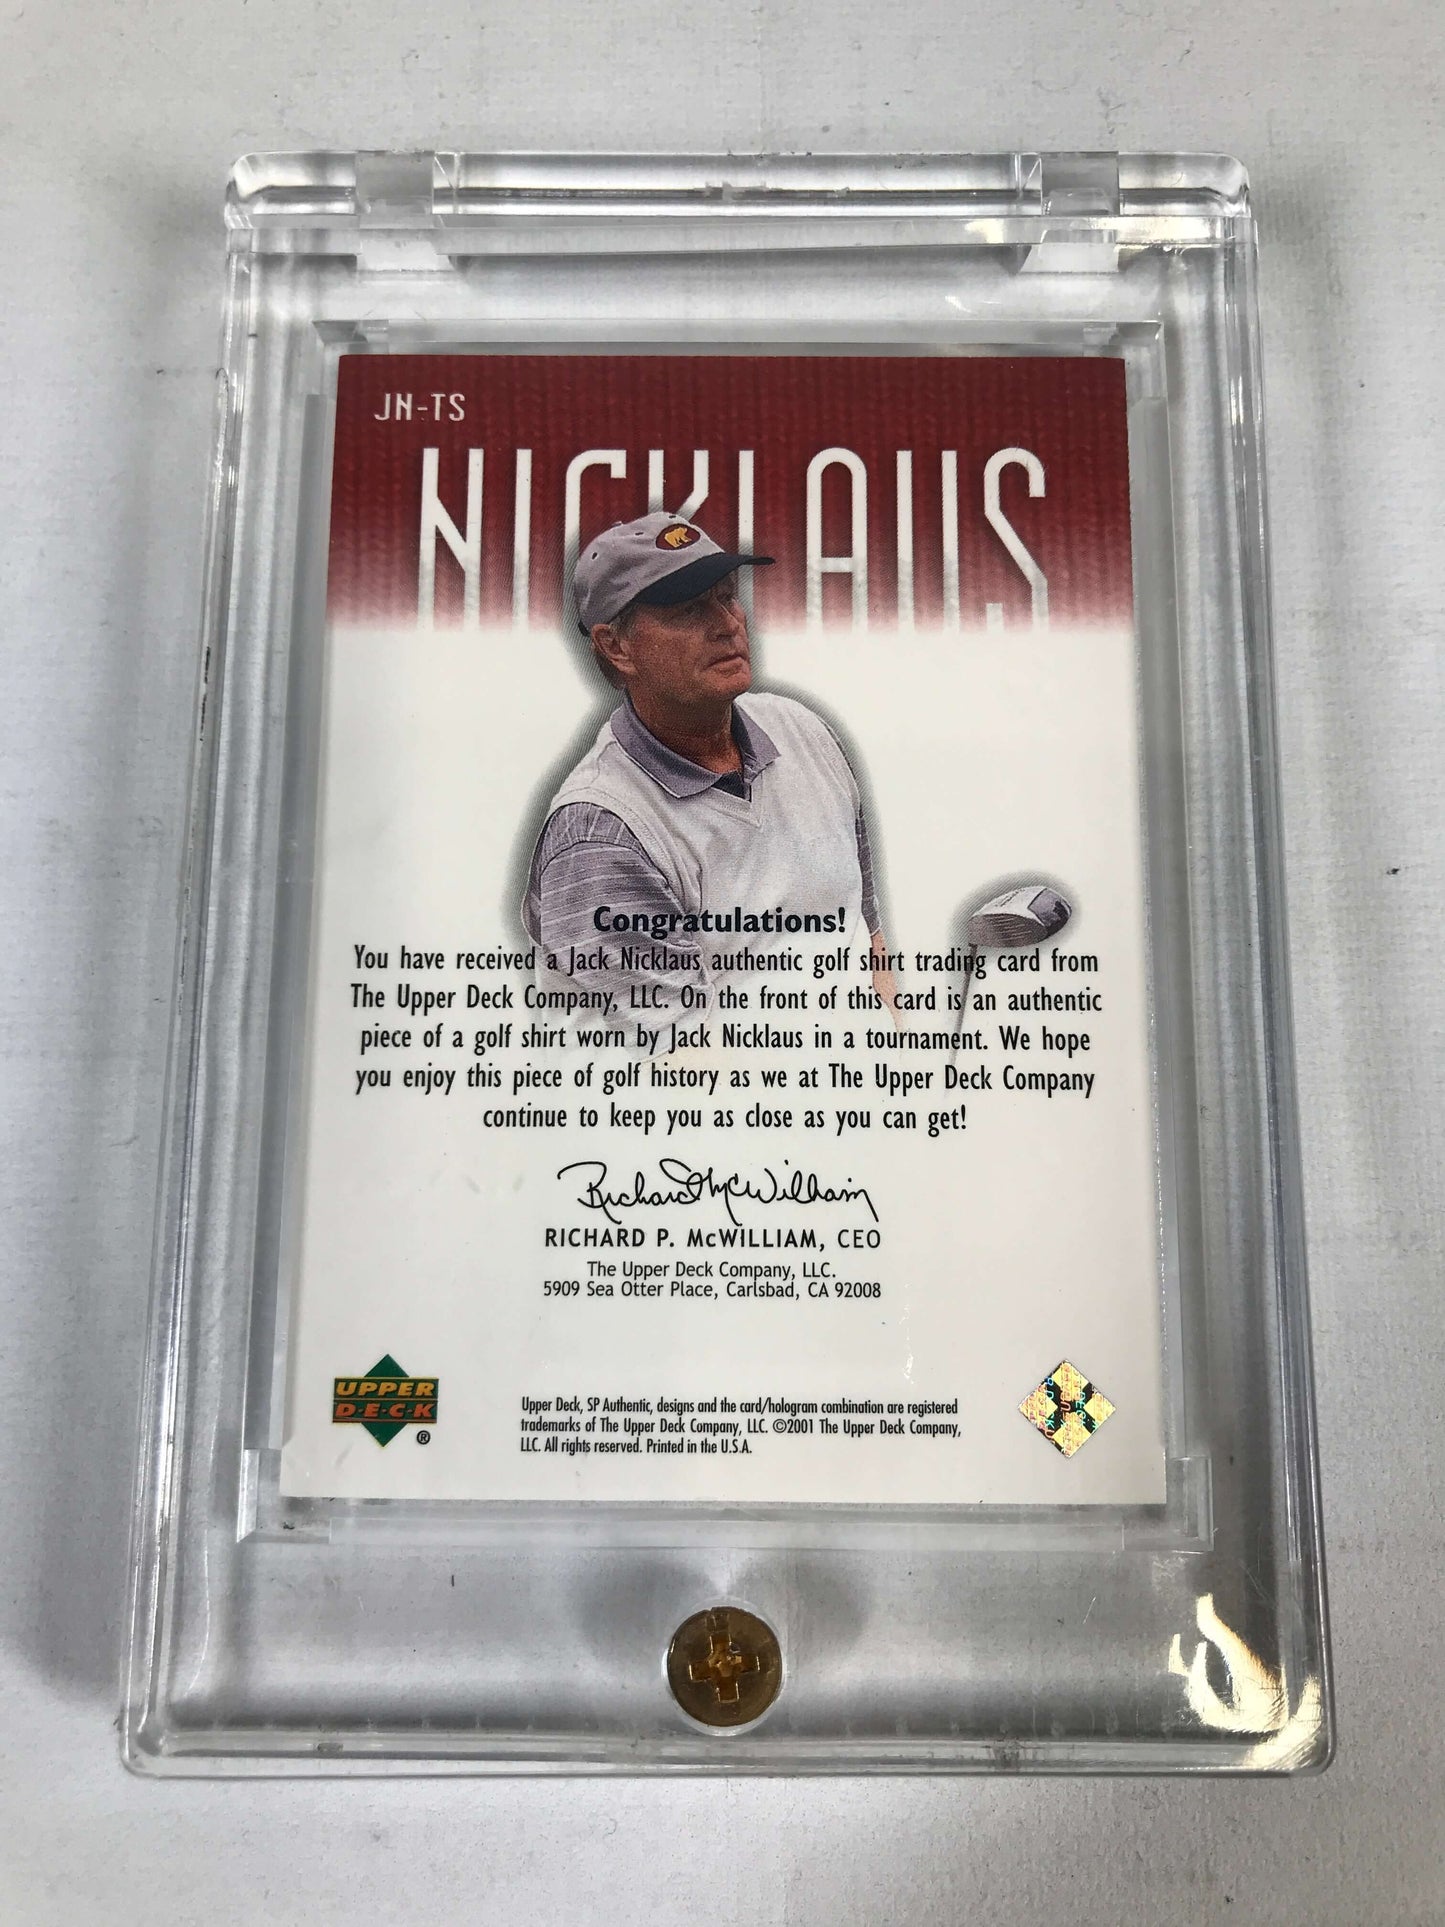 JN-TS
NICKLAUS
Congratulations!
You have received a Jack Nicklaus authentic golf shirt trading card from
The Upper Deck Company, LLC. On the front of this card is an authentic
piece of a golf shirt worn by Jack Nicklaus in a tournament. We hope
you enjoy this piece of golf history as we at The Upper Deck Company
continue to keep you as close as you can get!
Richard P. McWilliam
RICHARD P. McWILLIAM, CEO
The Upper Deck Company, LLC.
5909 Sea Otter Place, Carlsbad, CA 92008
UPPER
D·E·C·K
®
Upper Deck, SP Authentic, designs and the card/hologram combination are registered
trademarks of The Upper Deck Company, LLC. ©2001 The Upper Deck Company,
LLC. All rights reserved. Printed in the U.S.A.